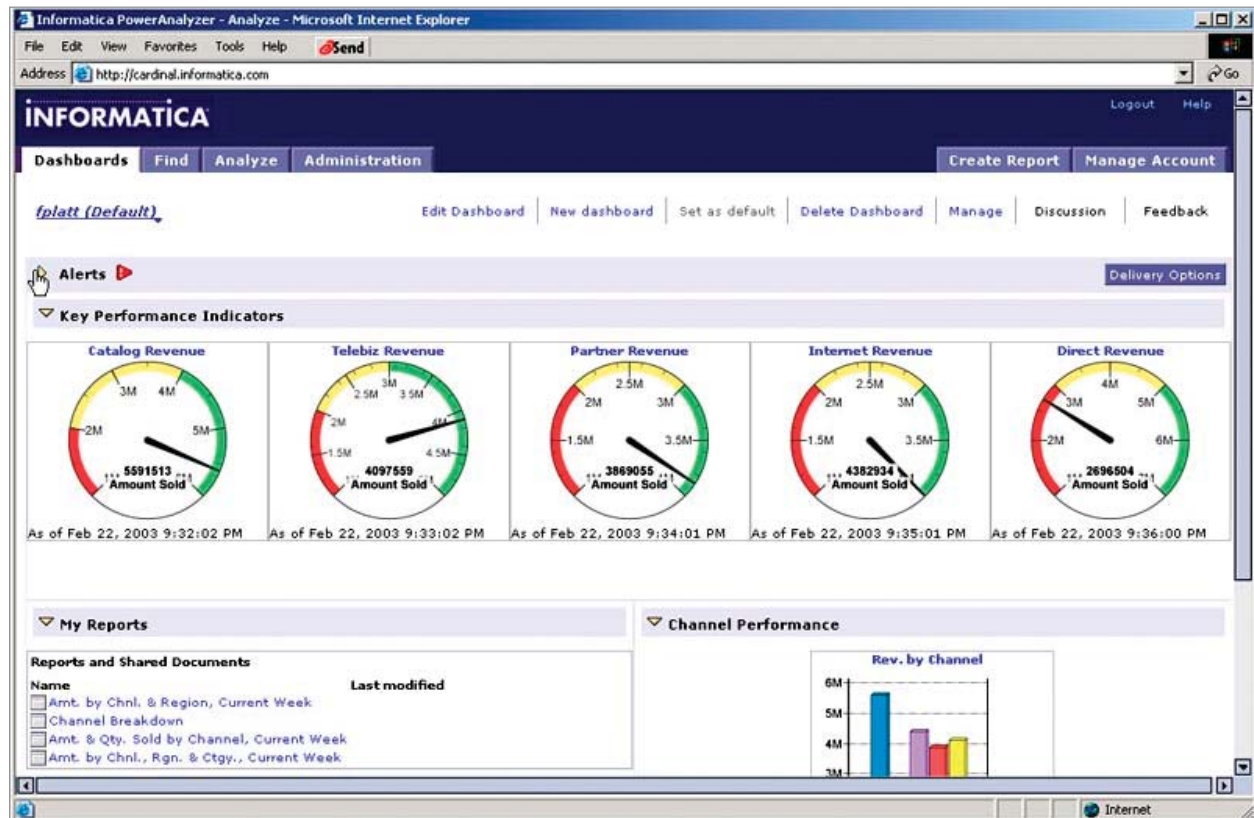 Informatica PowerAnalyzer - Analyze - Microsoft Internet Explorer
File Edit View Favorites Tools Help Send
Address http://cardinal.informatica.com Go
INFORMATICA
Logout Help
Dashboards Find Analyze Administration Create Report Manage Account
fplatt (Default) Edit Dashboard New dashboard Set as default Delete Dashboard Manage Discussion Feedback
Alerts Delivery Options
Key Performance Indicators
Catalog Revenue
2M 3M 4M 5M
5591513
Amount Sold
As of Feb 22, 2003 9:32:02 PM
Telebiz Revenue
1.5M 2M 2.5M 3M 3.5M 4M 4.5M
4097559
Amount Sold
As of Feb 22, 2003 9:33:02 PM
Partner Revenue
1.5M 2M 2.5M 3M 3.5M
3869055
Amount Sold
As of Feb 22, 2003 9:34:01 PM
Internet Revenue
1.5M 2M 2.5M 3M 3.5M
4382934
Amount Sold
As of Feb 22, 2003 9:35:01 PM
Direct Revenue
2M 3M 4M 5M 6M
2696504
Amount Sold
As of Feb 22, 2003 9:36:00 PM
My Reports
Reports and Shared Documents
Name Last modified
Amt. by Chnl. & Region, Current Week
Channel Breakdown
Amt. & Qty. Sold by Channel, Current Week
Amt. by Chnl., Rgn. & Ctgy., Current Week
Channel Performance
Rev. by Channel
6M
5M
4M
3M
Internet